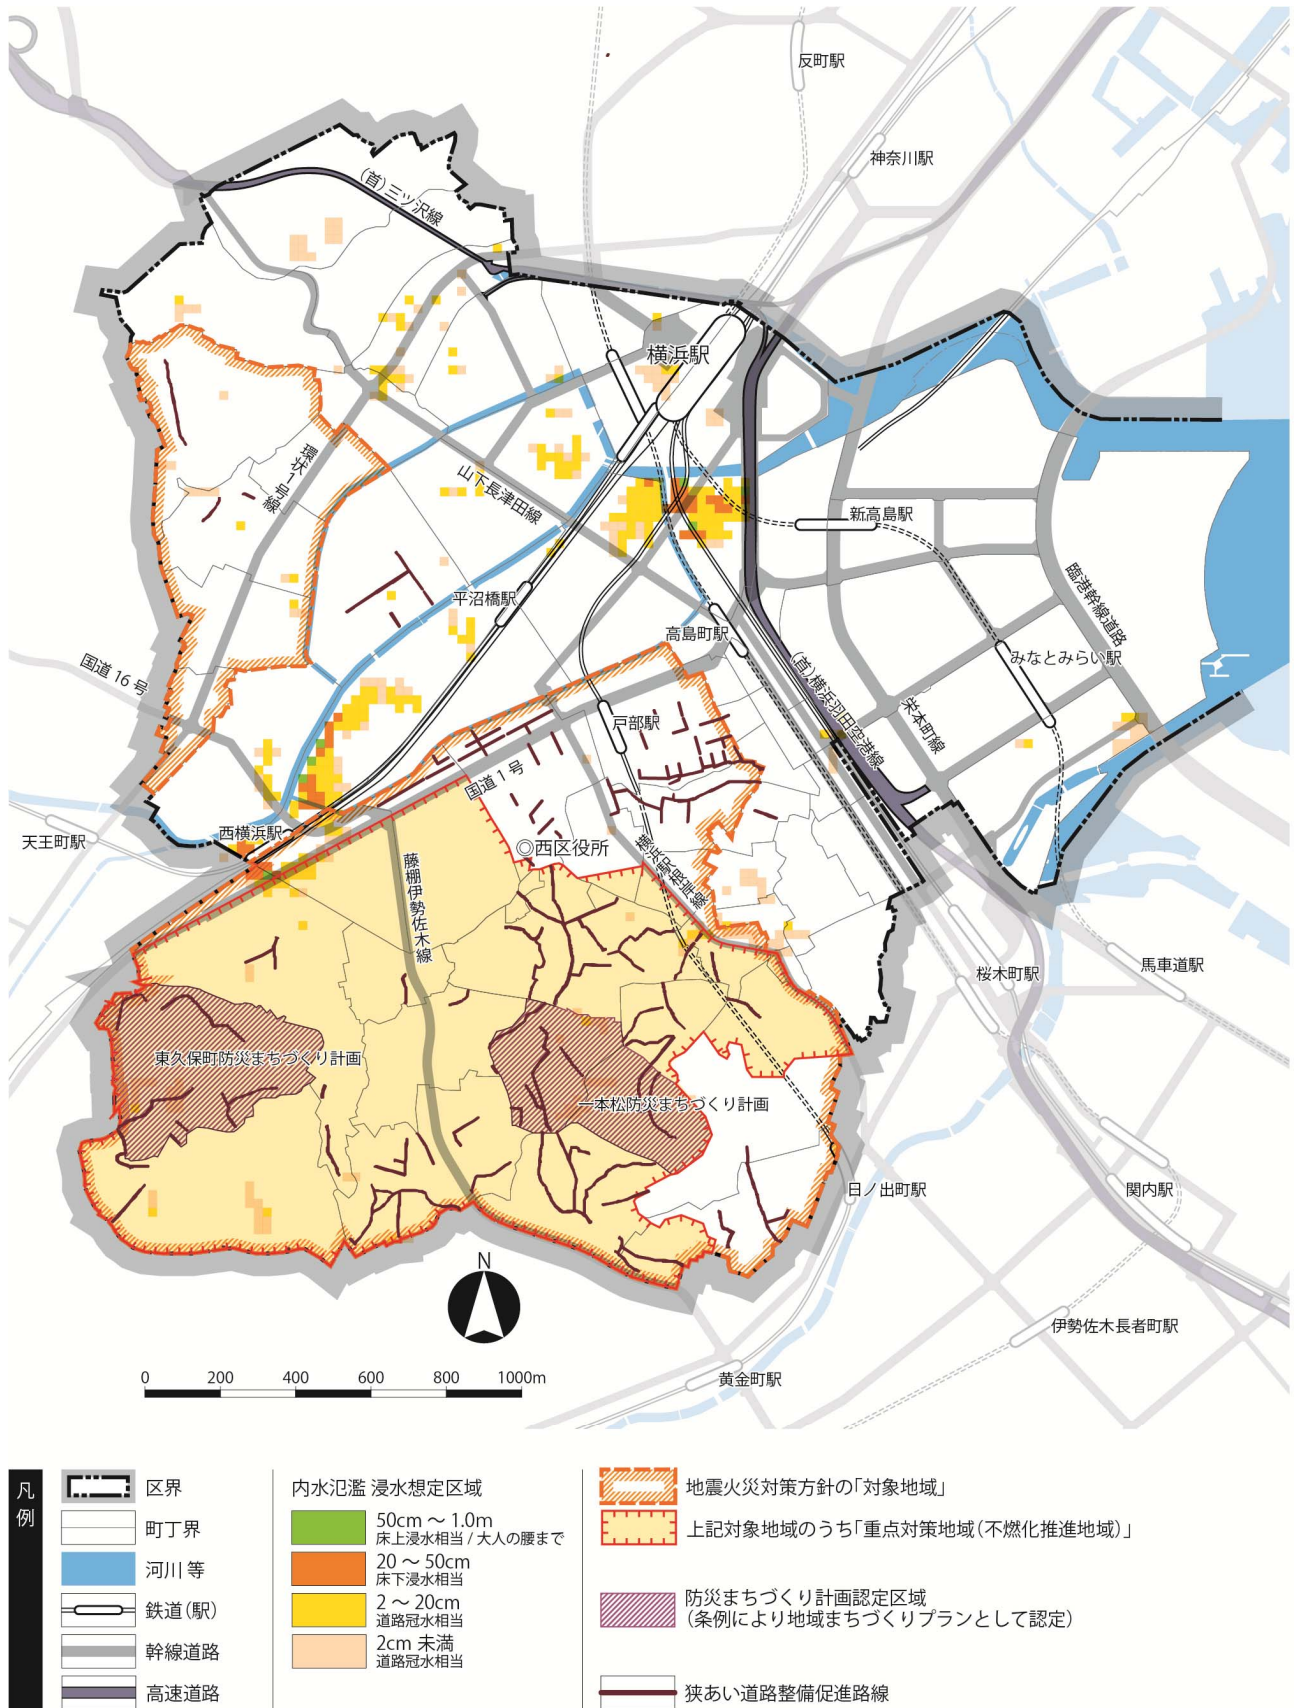 反町駅
神奈川駅
(首)三ツ沢線
横浜駅
環状1号線
山下長津田線
新高島駅
平沼橋駅
高島町駅
臨港幹線道路
みなとみらい駅
国道16号
(首)横浜羽田空港線
栄本町線
戸部駅
国道1号
天王町駅
西横浜駅
◎西区役所
横浜駅根岸線
藤棚伊勢佐木線
桜木町駅
馬車道駅
東久保町防災まちづくり計画
一本松防災まちづくり計画
日ノ出町駅
関内駅
N
伊勢佐木長者町駅
黄金町駅
0 200 400 600 800 1000m
凡例
区界
町丁界
河川等
鉄道(駅)
幹線道路
高速道路
内水氾濫 浸水想定区域
50cm ～ 1.0m
床上浸水相当 / 大人の腰まで
20 ～ 50cm
床下浸水相当
2 ～ 20cm
道路冠水相当
2cm 未満
道路冠水相当
地震火災対策方針の「対象地域」
上記対象地域のうち「重点対策地域(不燃化推進地域)」
防災まちづくり計画認定区域
(条例により地域まちづくりプランとして認定)
狭あい道路整備促進路線